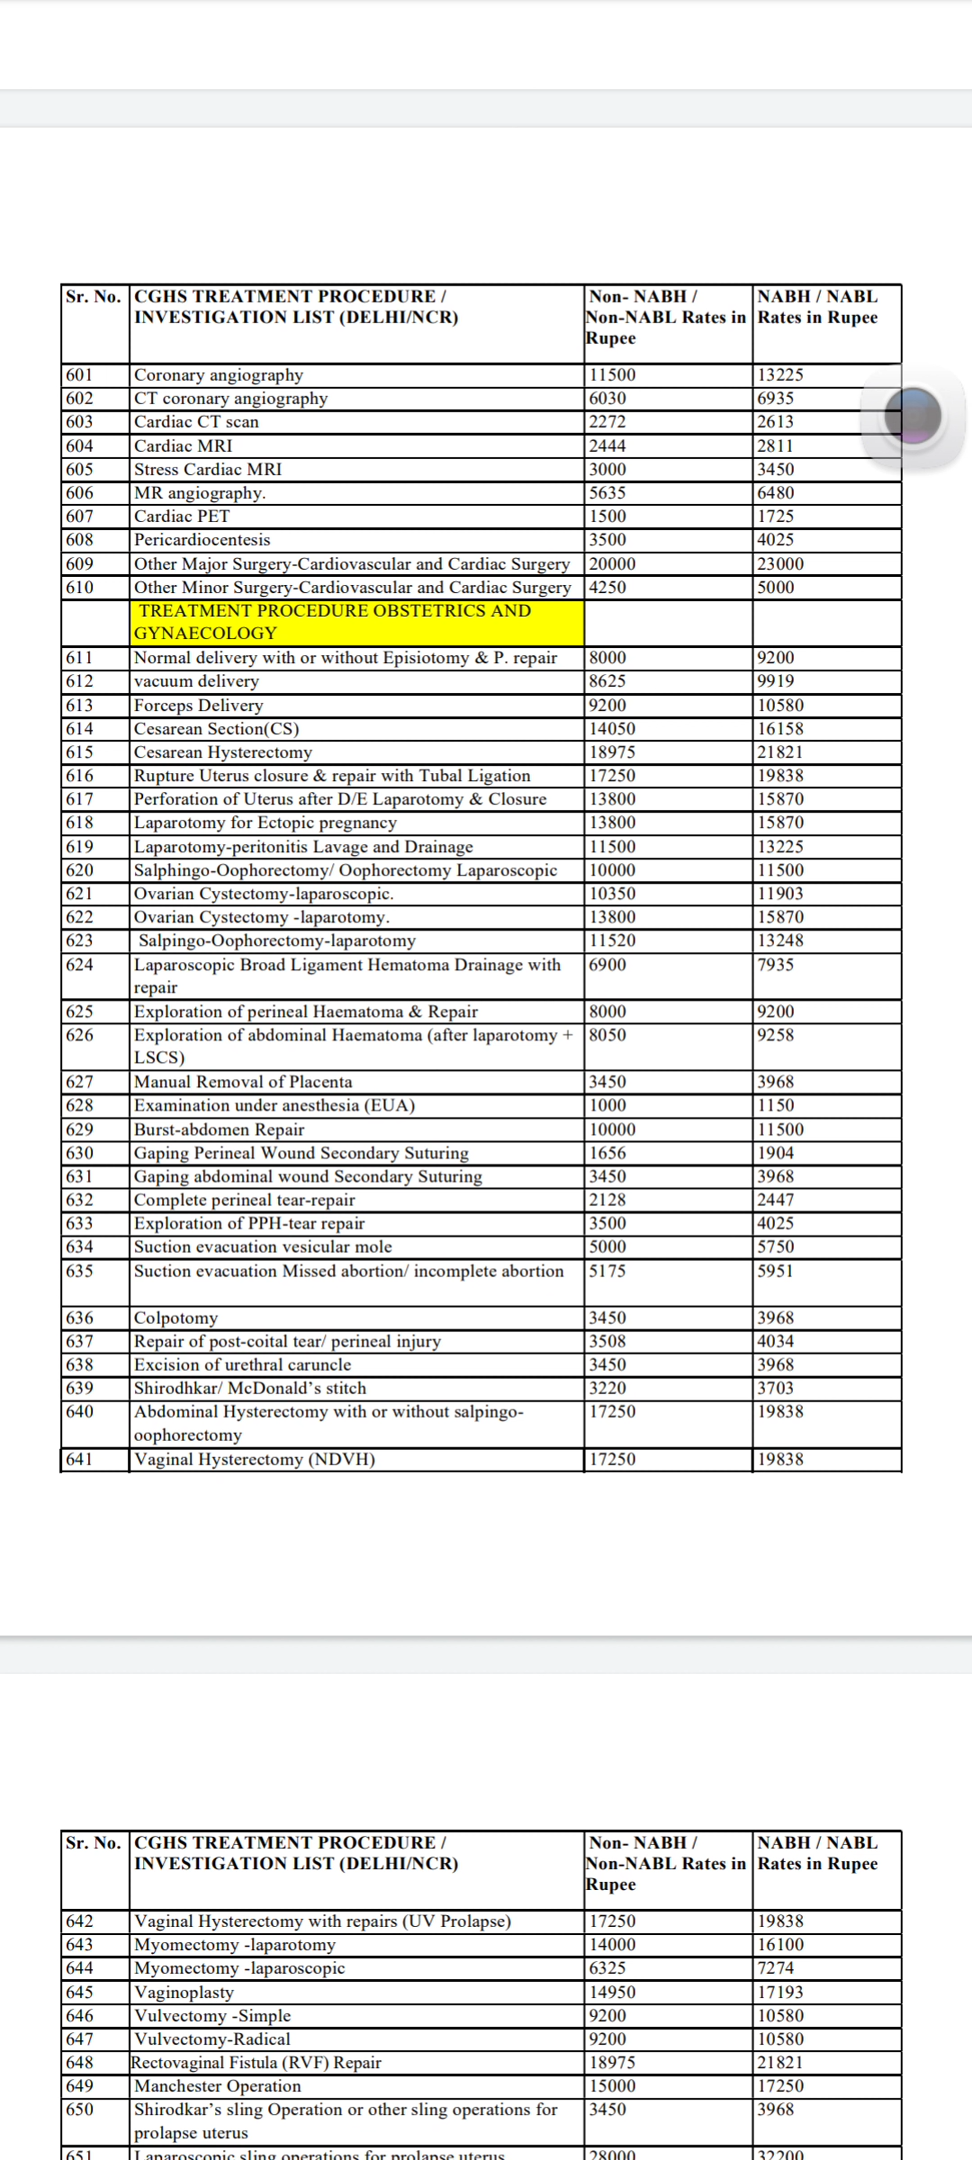 Sr. No. CGHS TREATMENT PROCEDURE / Non- NABH / NABH / NABL
INVESTIGATION LIST (DELHI/NCR) Non-NABL Rates in Rates in Rupee
Rupee
601 Coronary angiography 11500 13225
602 CT coronary angiography 6030 6935
603 Cardiac CT scan 2272 2613
604 Cardiac MRI 2444 2811
605 Stress Cardiac MRI 3000 3450
606 MR angiography. 5635 6480
607 Cardiac PET 1500 1725
608 Pericardiocentesis 3500 4025
609 Other Major Surgery-Cardiovascular and Cardiac Surgery 20000 23000
610 Other Minor Surgery-Cardiovascular and Cardiac Surgery 4250 5000
TREATMENT PROCEDURE OBSTETRICS AND
GYNAECOLOGY
611 Normal delivery with or without Episiotomy & P. repair 8000 9200
612 vacuum delivery 8625 9919
613 Forceps Delivery 9200 10580
614 Cesarean Section(CS) 14050 16158
615 Cesarean Hysterectomy 18975 21821
616 Rupture Uterus closure & repair with Tubal Ligation 17250 19838
617 Perforation of Uterus after D/E Laparotomy & Closure 13800 15870
618 Laparotomy for Ectopic pregnancy 13800 15870
619 Laparotomy-peritonitis Lavage and Drainage 11500 13225
620 Salphingo-Oophorectomy/ Oophorectomy Laparoscopic 10000 11500
621 Ovarian Cystectomy-laparoscopic. 10350 11903
622 Ovarian Cystectomy -laparotomy. 13800 15870
623 Salpingo-Oophorectomy-laparotomy 11520 13248
624 Laparoscopic Broad Ligament Hematoma Drainage with 6900 7935
repair
625 Exploration of perineal Haematoma & Repair 8000 9200
626 Exploration of abdominal Haematoma (after laparotomy + 8050 9258
LSCS)
627 Manual Removal of Placenta 3450 3968
628 Examination under anesthesia (EUA) 1000 1150
629 Burst-abdomen Repair 10000 11500
630 Gaping Perineal Wound Secondary Suturing 1656 1904
631 Gaping abdominal wound Secondary Suturing 3450 3968
632 Complete perineal tear-repair 2128 2447
633 Exploration of PPH-tear repair 3500 4025
634 Suction evacuation vesicular mole 5000 5750
635 Suction evacuation Missed abortion/ incomplete abortion 5175 5951
636 Colpotomy 3450 3968
637 Repair of post-coital tear/ perineal injury 3508 4034
638 Excision of urethral caruncle 3450 3968
639 Shirodhkar/ McDonald’s stitch 3220 3703
640 Abdominal Hysterectomy with or without salpingo- 17250 19838
oophorectomy
641 Vaginal Hysterectomy (NDVH) 17250 19838
Sr. No. CGHS TREATMENT PROCEDURE / Non- NABH / NABH / NABL
INVESTIGATION LIST (DELHI/NCR) Non-NABL Rates in Rates in Rupee
Rupee
642 Vaginal Hysterectomy with repairs (UV Prolapse) 17250 19838
643 Myomectomy -laparotomy 14000 16100
644 Myomectomy -laparoscopic 6325 7274
645 Vaginoplasty 14950 17193
646 Vulvectomy -Simple 9200 10580
647 Vulvectomy-Radical 9200 10580
648 Rectovaginal Fistula (RVF) Repair 18975 21821
649 Manchester Operation 15000 17250
650 Shirodkar’s sling Operation or other sling operations for 3450 3968
prolapse uterus
651 Laparoscopic sling operations for prolapse uterus 28000 32200